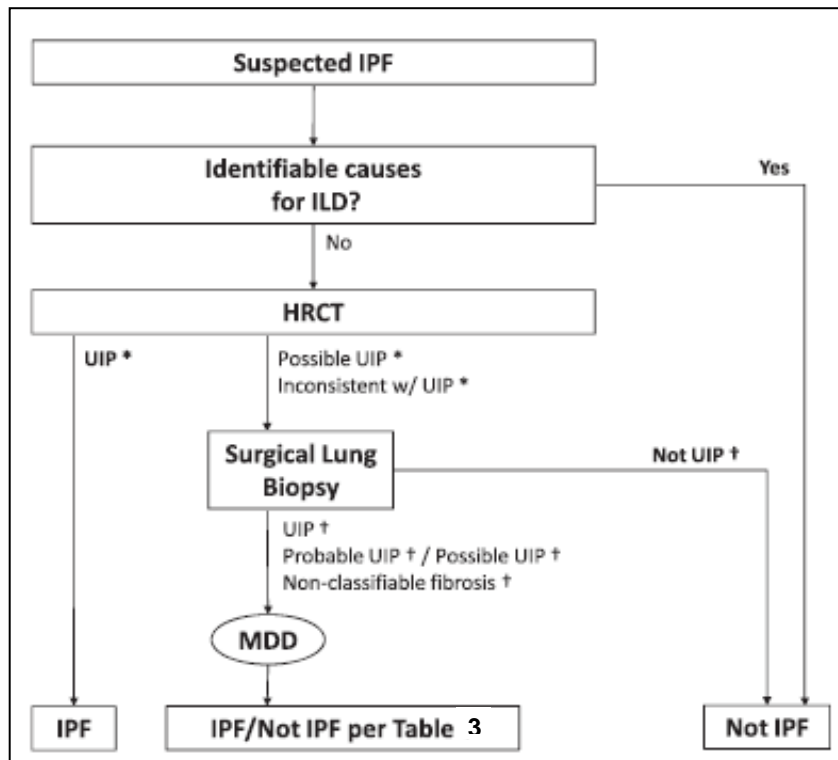 Suspected IPF
Identifiable causes
for ILD?
Yes
No
HRCT
UIP *
Possible UIP *
Inconsistent w/ UIP *
Surgical Lung
Biopsy
Not UIP †
UIP †
Probable UIP † / Possible UIP †
Non-classifiable fibrosis †
MDD
IPF
IPF/Not IPF per Table 3
Not IPF